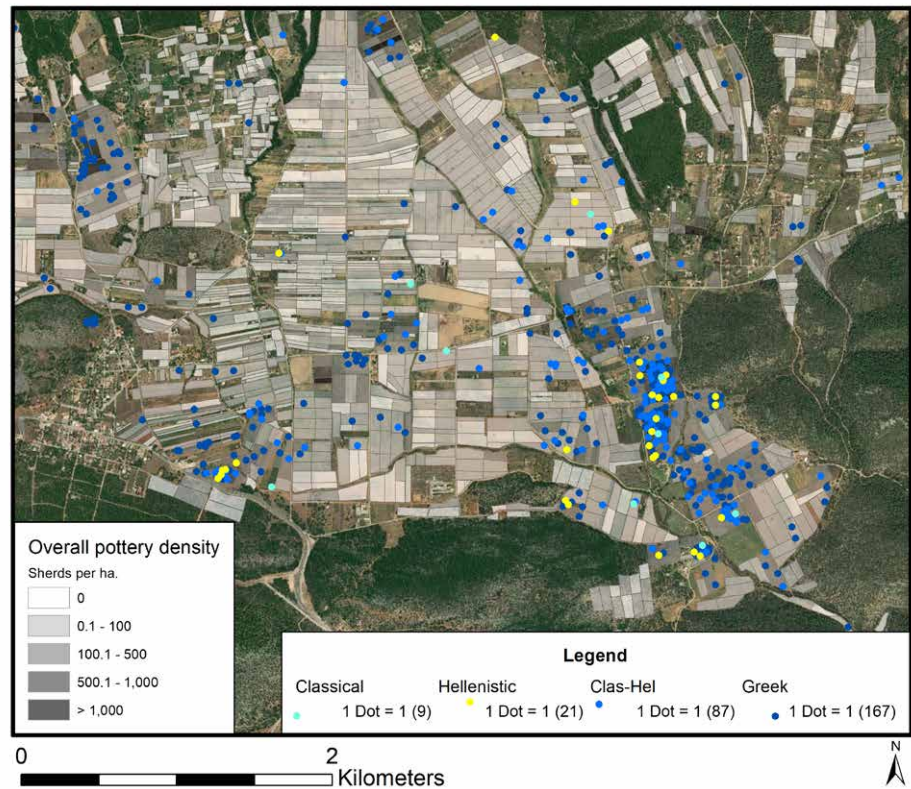 Overall pottery density
Sherds per ha.
0
0.1 - 100
100.1 - 500
500.1 - 1,000
> 1,000
Legend
Classical Hellenistic Clas-Hel Greek
1 Dot = 1 (9) 1 Dot = 1 (21) 1 Dot = 1 (87) 1 Dot = 1 (167)
0 2
Kilometers
N